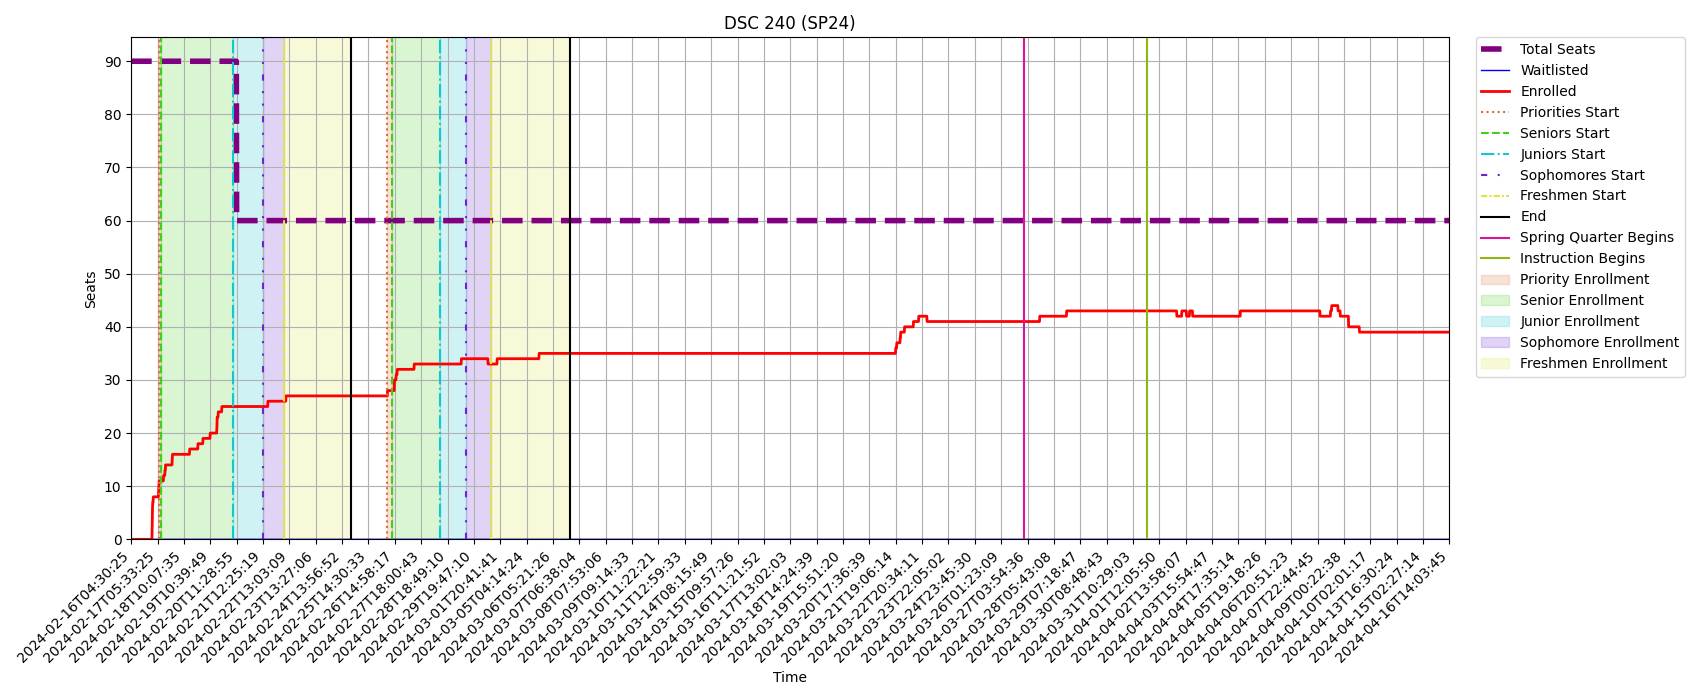 DSC 240 (SP24)
Seats
90
80
70
60
50
40
30
20
10
0
2024-02-16T04:30:25
2024-02-17T05:33:25
2024-02-18T10:07:35
2024-02-19T10:39:49
2024-02-20T11:28:55
2024-02-21T12:25:19
2024-02-22T13:03:09
2024-02-23T13:27:06
2024-02-24T13:56:52
2024-02-25T14:30:33
2024-02-26T14:58:17
2024-02-27T18:00:43
2024-02-28T18:49:10
2024-02-29T19:47:10
2024-03-01T20:41:41
2024-03-05T04:14:24
2024-03-06T05:21:26
2024-03-07T06:38:04
2024-03-08T07:53:06
2024-03-09T09:14:33
2024-03-10T11:22:21
2024-03-11T12:59:33
2024-03-14T08:15:49
2024-03-15T09:57:26
2024-03-16T11:21:52
2024-03-17T13:02:03
2024-03-18T14:24:39
2024-03-19T15:51:20
2024-03-20T17:36:39
2024-03-21T19:06:14
2024-03-22T20:34:11
2024-03-23T22:05:02
2024-03-24T23:45:30
2024-03-26T01:23:09
2024-03-27T03:54:36
2024-03-28T05:43:08
2024-03-29T07:18:47
2024-03-30T08:48:43
2024-03-31T10:29:03
2024-04-01T12:05:50
2024-04-02T13:58:07
2024-04-03T15:54:47
2024-04-04T17:35:14
2024-04-05T19:18:26
2024-04-06T20:51:23
2024-04-07T22:44:45
2024-04-09T00:22:38
2024-04-10T02:01:17
2024-04-13T16:30:24
2024-04-15T02:27:14
2024-04-16T14:03:45
Time
Total Seats
Waitlisted
Enrolled
Priorities Start
Seniors Start
Juniors Start
Sophomores Start
Freshmen Start
End
Spring Quarter Begins
Instruction Begins
Priority Enrollment
Senior Enrollment
Junior Enrollment
Sophomore Enrollment
Freshmen Enrollment